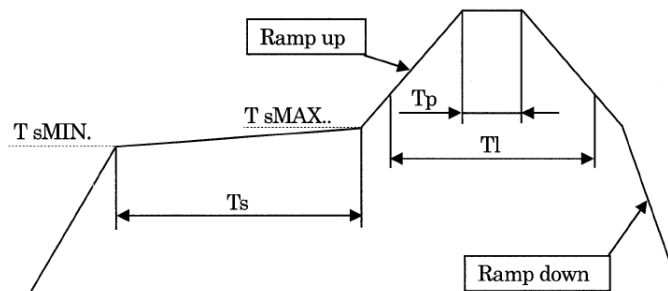 Ramp up
Tp
T sMAX..
T sMIN.
Tl
Ts
Ramp down